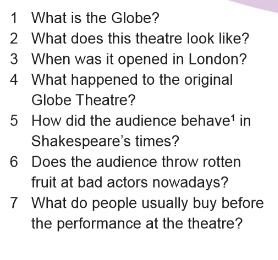 1 What is the Globe?
2 What does this theatre look like?
3 When was it opened in London?
4 What happened to the original
Globe Theatre?
5 How did the audience behave¹ in
Shakespeare's times?
6 Does the audience throw rotten
fruit at bad actors nowadays?
7 What do people usually buy before
the performance at the theatre?